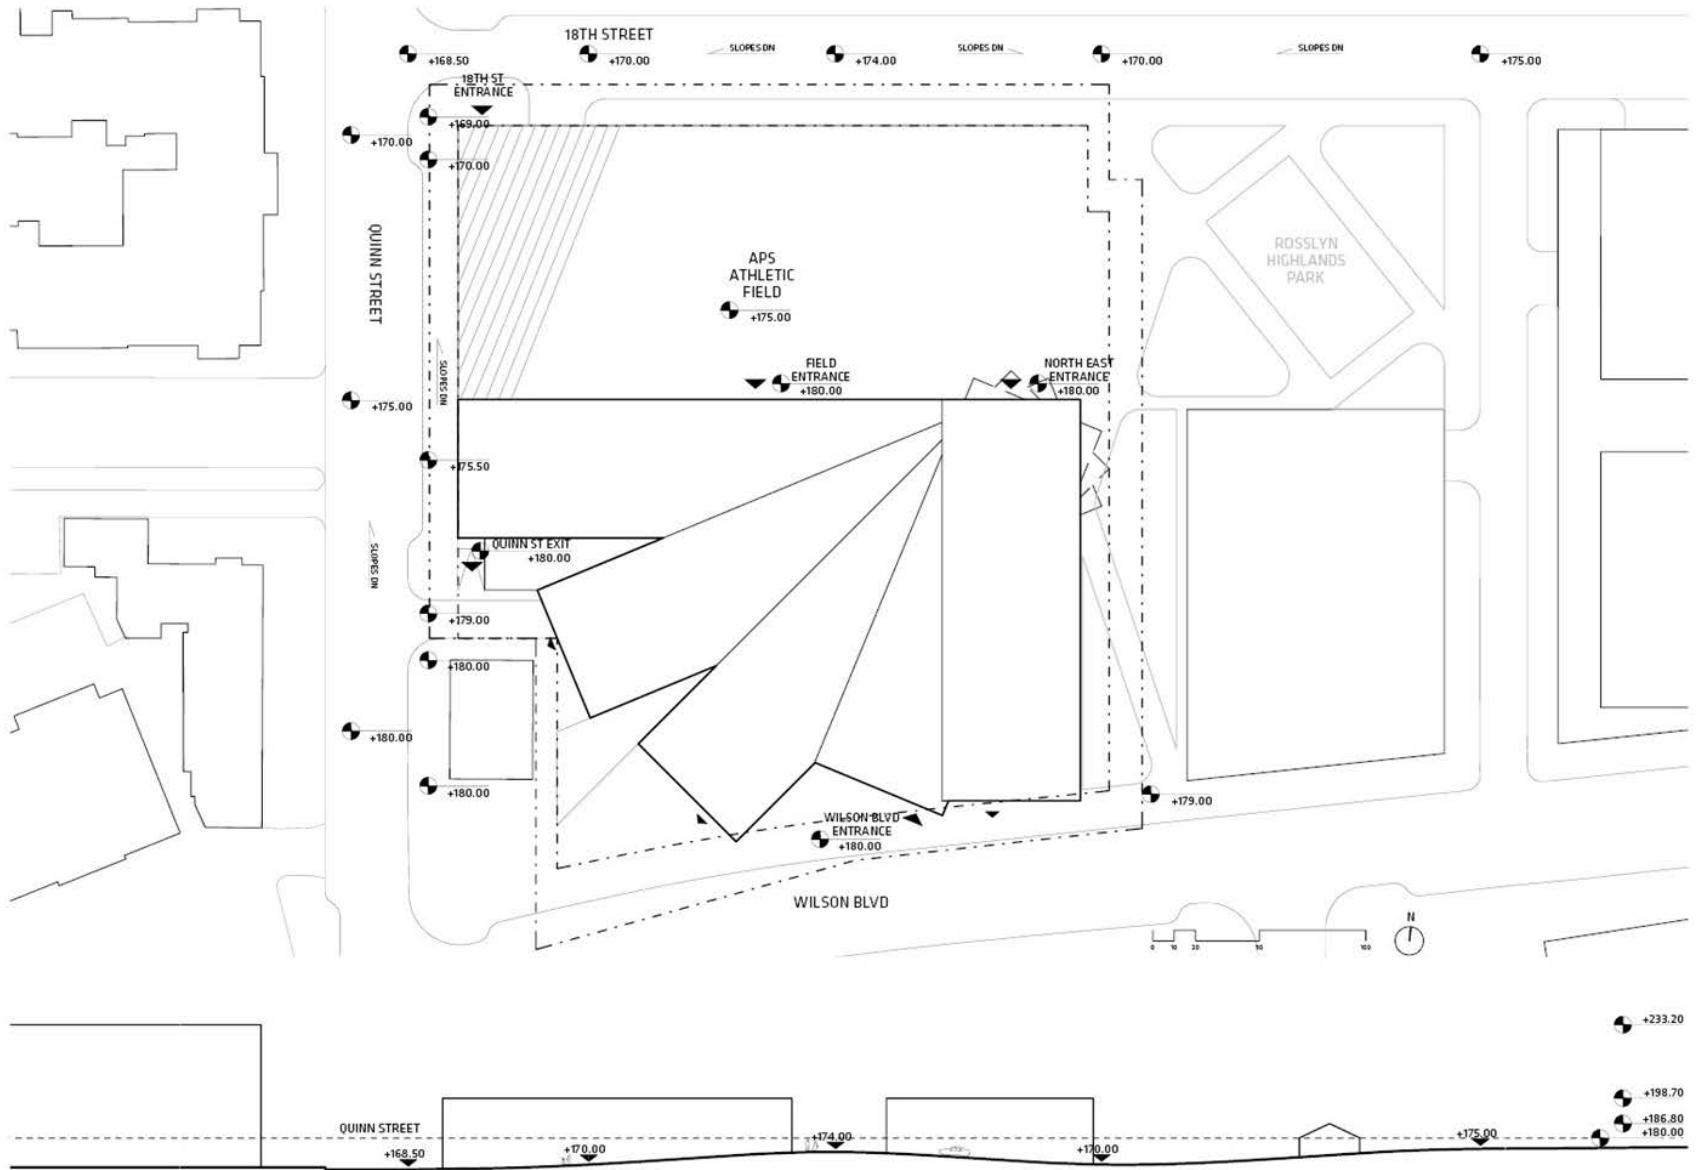 18TH STREET
SLOPES DN
SLOPES DN
SLOPES DN
+168.50
+170.00
+174.00
+170.00
+175.00
18TH ST
ENTRANCE
+169.00
+170.00
+170.00
QUINN STREET
APS
ATHLETIC
FIELD
+175.00
ROSSLYN
HIGHLANDS
PARK
SLOPES DN
FIELD
ENTRANCE
+180.00
NORTH EAST
ENTRANCE
+180.00
+175.00
+175.50
SLOPES DN
QUINN ST EXIT
+180.00
+179.00
+180.00
+180.00
+180.00
+179.00
WILSON BLVD
ENTRANCE
+180.00
WILSON BLVD
N
0 10 20 50 100
+233.20
+198.70
+186.80
+180.00
QUINN STREET
+168.50
+170.00
+174.00
+170.00
+175.00